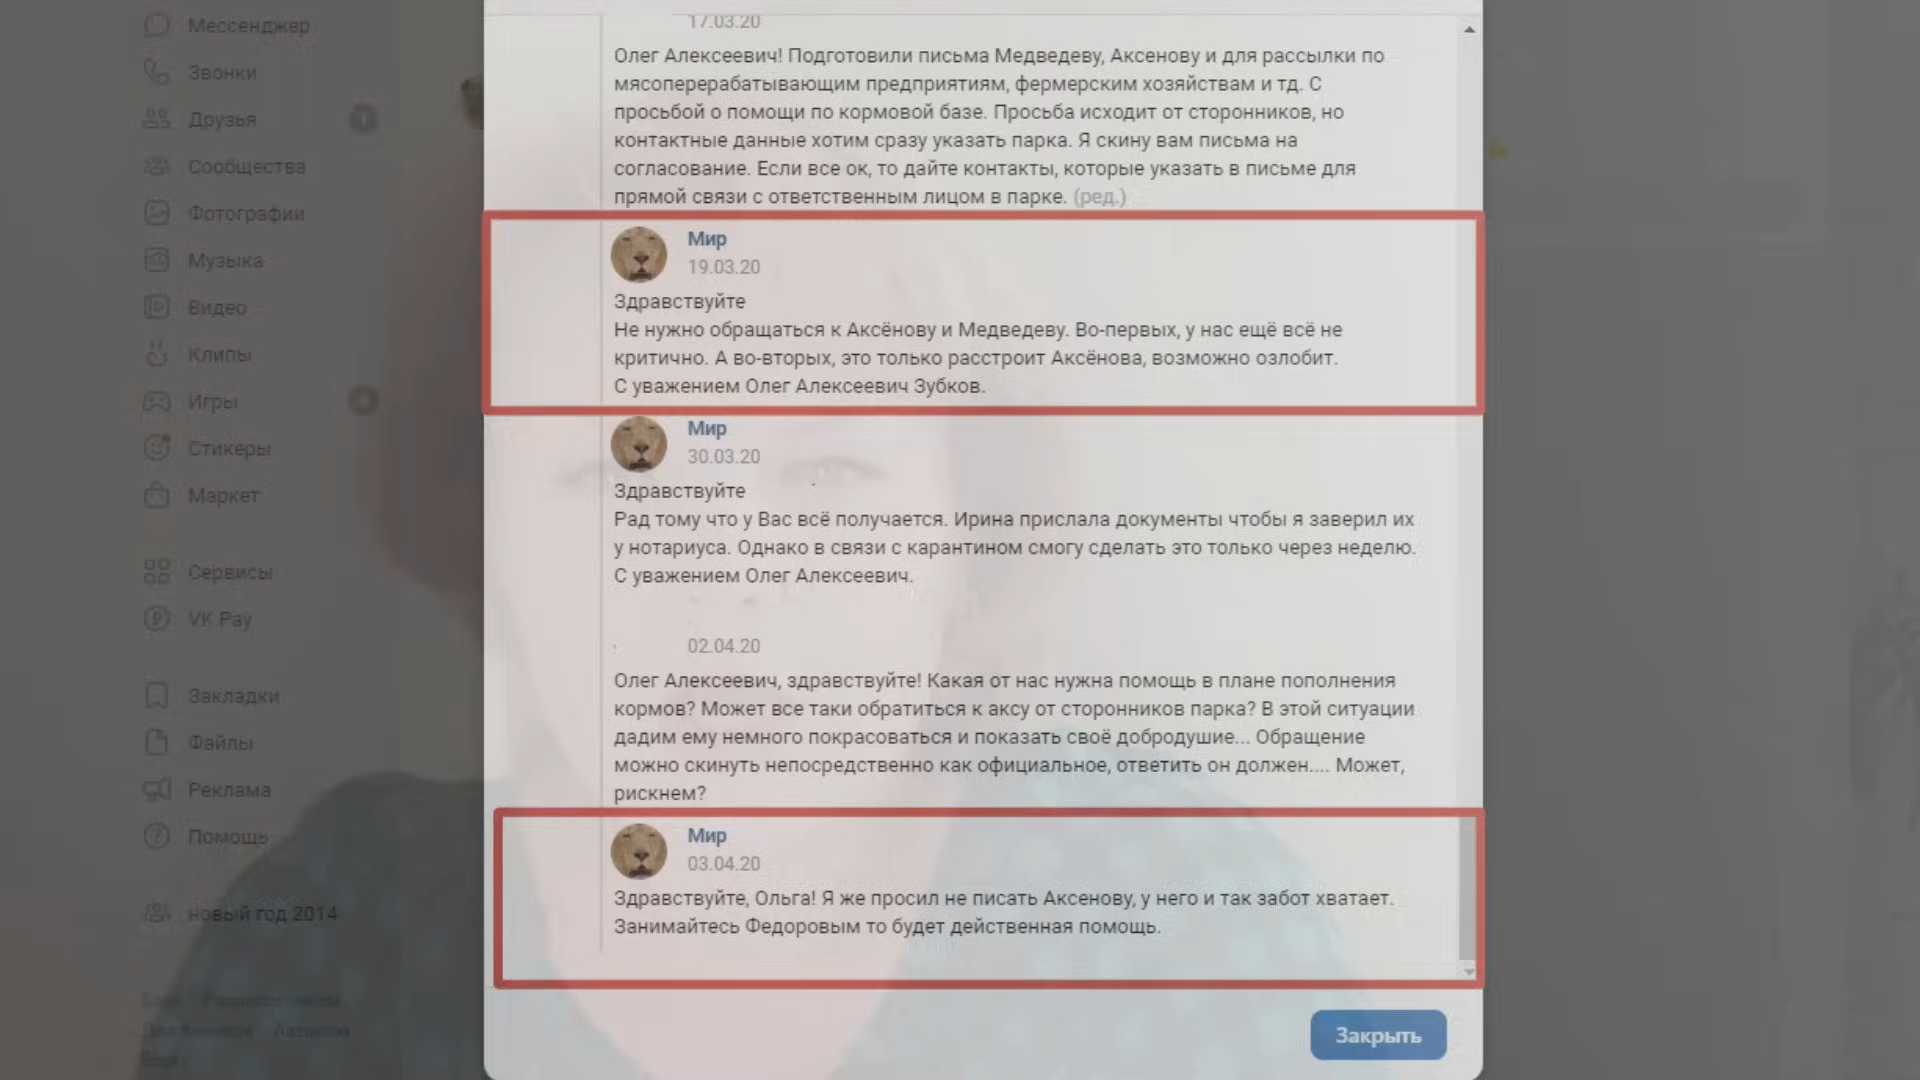 Мессенджер
Звонки
Друзья
Сообщества
Фотографии
Музыка
Видео
Клипы
Игры
Стикеры
Маркет
Сервисы
VK Pay
Закладки
Файлы
Реклама
Помощь
новый год 2014
17.03.20
Олег Алексеевич! Подготовили письма Медведеву, Аксенову и для рассылки по
мясоперерабатывающим предприятиям, фермерским хозяйствам и тд. С
просьбой о помощи по кормовой базе. Просьба исходит от сторонников, но
контактные данные хотим сразу указать парка. Я скину вам письма на
согласование. Если все ок, то дайте контакты, которые указать в письме для
прямой связи с ответственным лицом в парке. (ред.)
Мир
19.03.20
Здравствуйте
Не нужно обращаться к Аксёнову и Медведеву. Во-первых, у нас ещё всё не
критично. А во-вторых, это только расстроит Аксёнова, возможно озлобит.
С уважением Олег Алексеевич Зубков.
Мир
30.03.20
Здравствуйте
Рад тому что у Вас всё получается. Ирина прислала документы чтобы я заверил их
у нотариуса. Однако в связи с карантином смогу сделать это только через неделю.
С уважением Олег Алексеевич.
02.04.20
Олег Алексеевич, здравствуйте! Какая от нас нужна помощь в плане пополнения
кормов? Может все таки обратиться к аксу от сторонников парка? В этой ситуации
дадим ему немного покрасоваться и показать своё добродушие... Обращение
можно скинуть непосредственно как официальное, ответить он должен.... Может,
рискнем?
Мир
03.04.20
Здравствуйте, Ольга! Я же просил не писать Аксенову, у него и так забот хватает.
Занимайтесь Федоровым то будет действенная помощь.
Закрыть